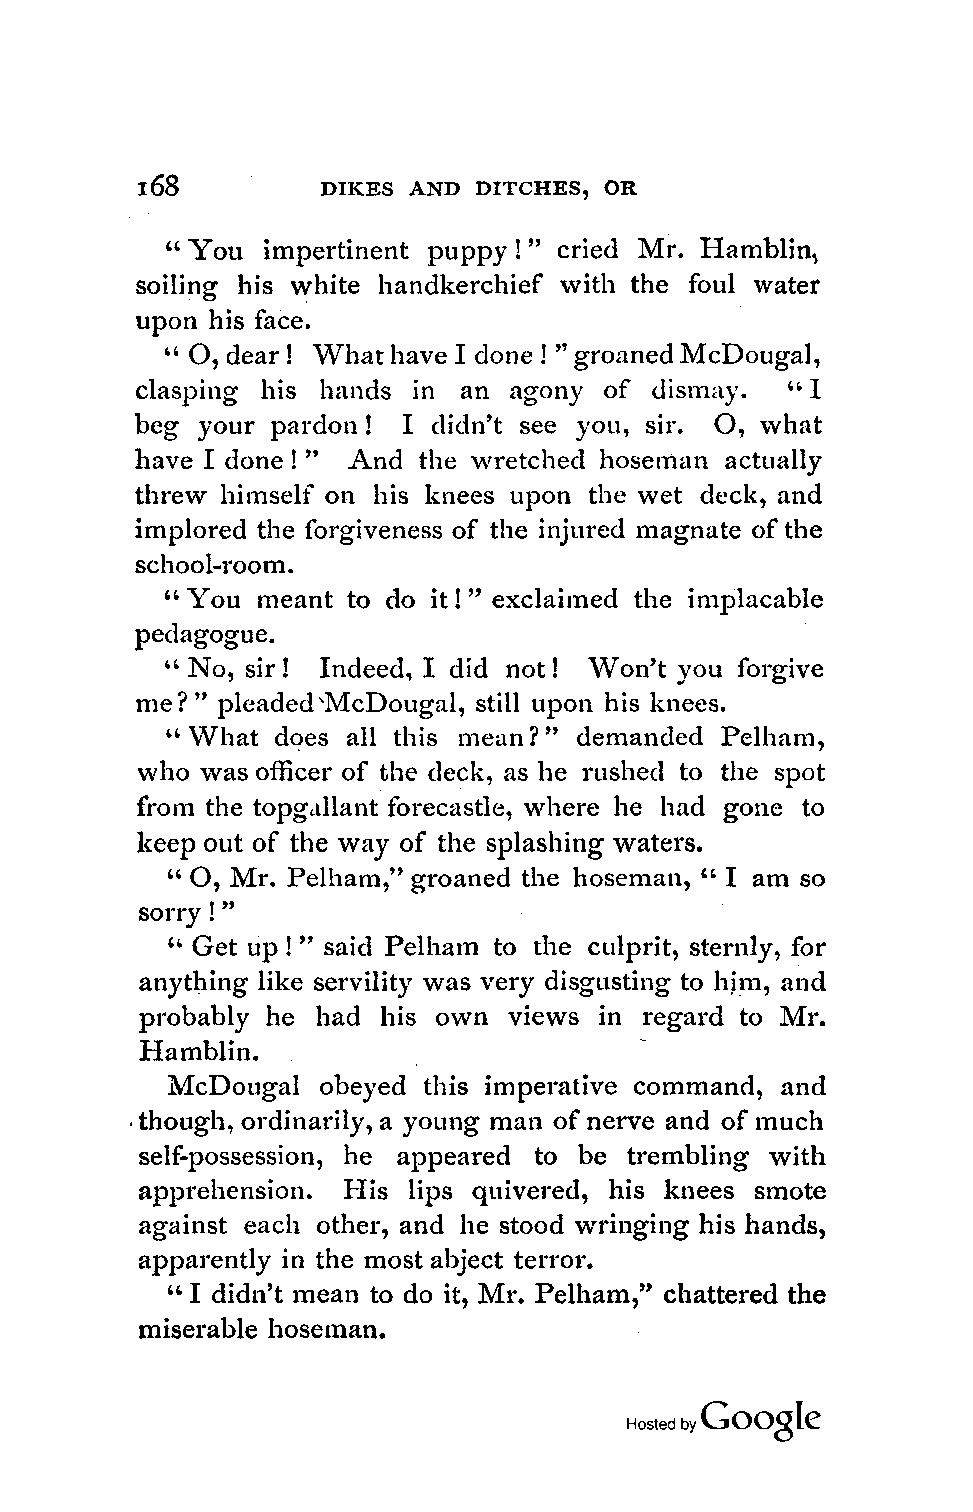 168 DIKES AND DITCHES, OR
" You impertinent puppy ! " cried Mr. Hamblin,
soiling his white handkerchief with the foul water
upon his face.
" O, dear ! What have I done ! " groaned McDougal,
clasping his hands in an agony of dismay. " I
beg your pardon ! I didn't see you, sir. O, what
have I done ! " And the wretched hoseman actually
threw himself on his knees upon the wet deck, and
implored the forgiveness of the injured magnate of the
school-room.
" You meant to do it ! " exclaimed the implacable
pedagogue.
" No, sir ! Indeed, I did not ! Won't you forgive
me ? " pleaded McDougal, still upon his knees.
" What does all this mean ? " demanded Pelham,
who was officer of the deck, as he rushed to the spot
from the topgallant forecastle, where he had gone to
keep out of the way of the splashing waters.
" O, Mr. Pelham," groaned the hoseman, " I am so
sorry ! "
" Get up ! " said Pelham to the culprit, sternly, for
anything like servility was very disgusting to him, and
probably he had his own views in regard to Mr.
Hamblin.
McDougal obeyed this imperative command, and
though, ordinarily, a young man of nerve and of much
self-possession, he appeared to be trembling with
apprehension. His lips quivered, his knees smote
against each other, and he stood wringing his hands,
apparently in the most abject terror.
" I didn't mean to do it, Mr. Pelham," chattered the
miserable hoseman.
Hosted by Google